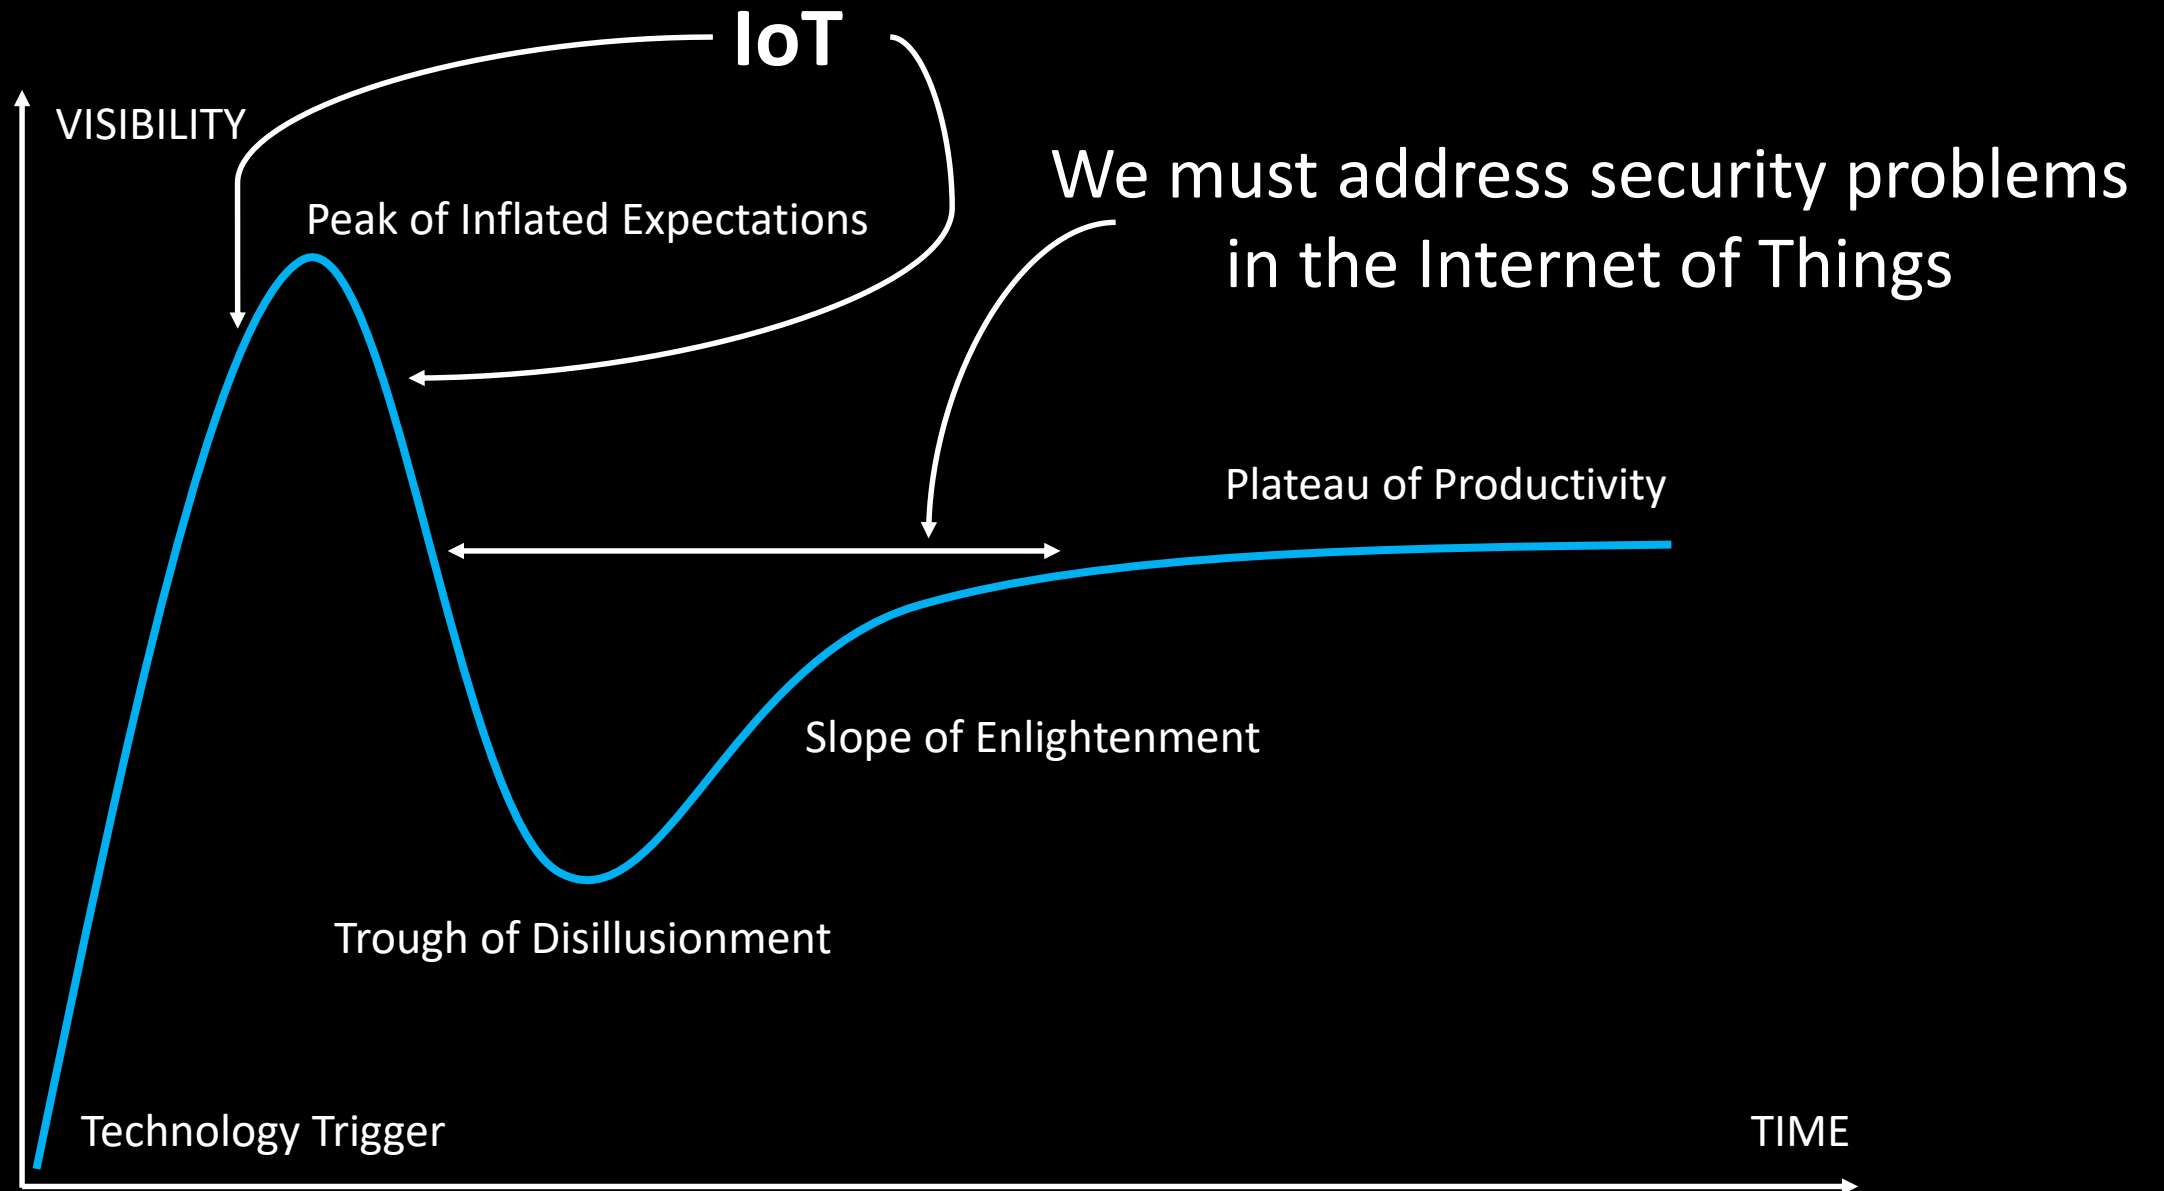 IoT
VISIBILITY
We must address security problems
in the Internet of Things
Peak of Inflated Expectations
Plateau of Productivity
Slope of Enlightenment
Trough of Disillusionment
Technology Trigger
TIME